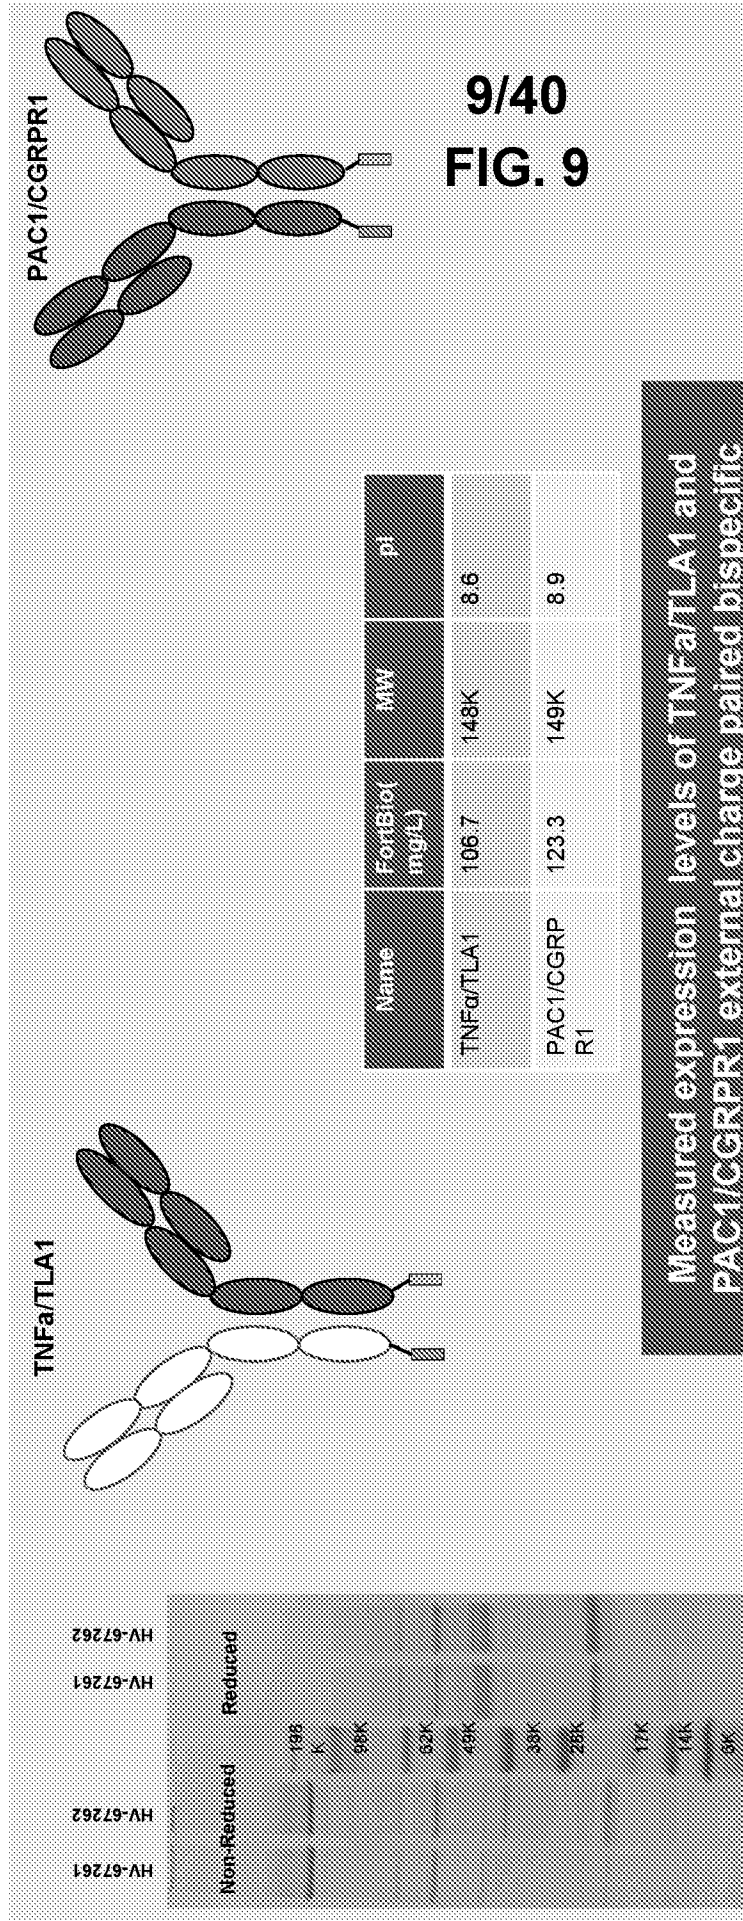 9/40
FIG. 9
PAC1/CGRPR1
TNFa/TLA1
HV-67261
HV-67262
HV-67261
HV-67262
Non-Reduced
Reduced
198
K
98K
62K
49K
38K
28K
17K
14K
6K
Name
FortBio(
mg/L)
MW
pI
TNFα/TLA1
106.7
148K
8.6
PAC1/CGRP
R1
123.3
149K
8.9
Measured expression levels of TNFa/TLA1 and
PAC1/CGRPR1 external charge paired bispecific